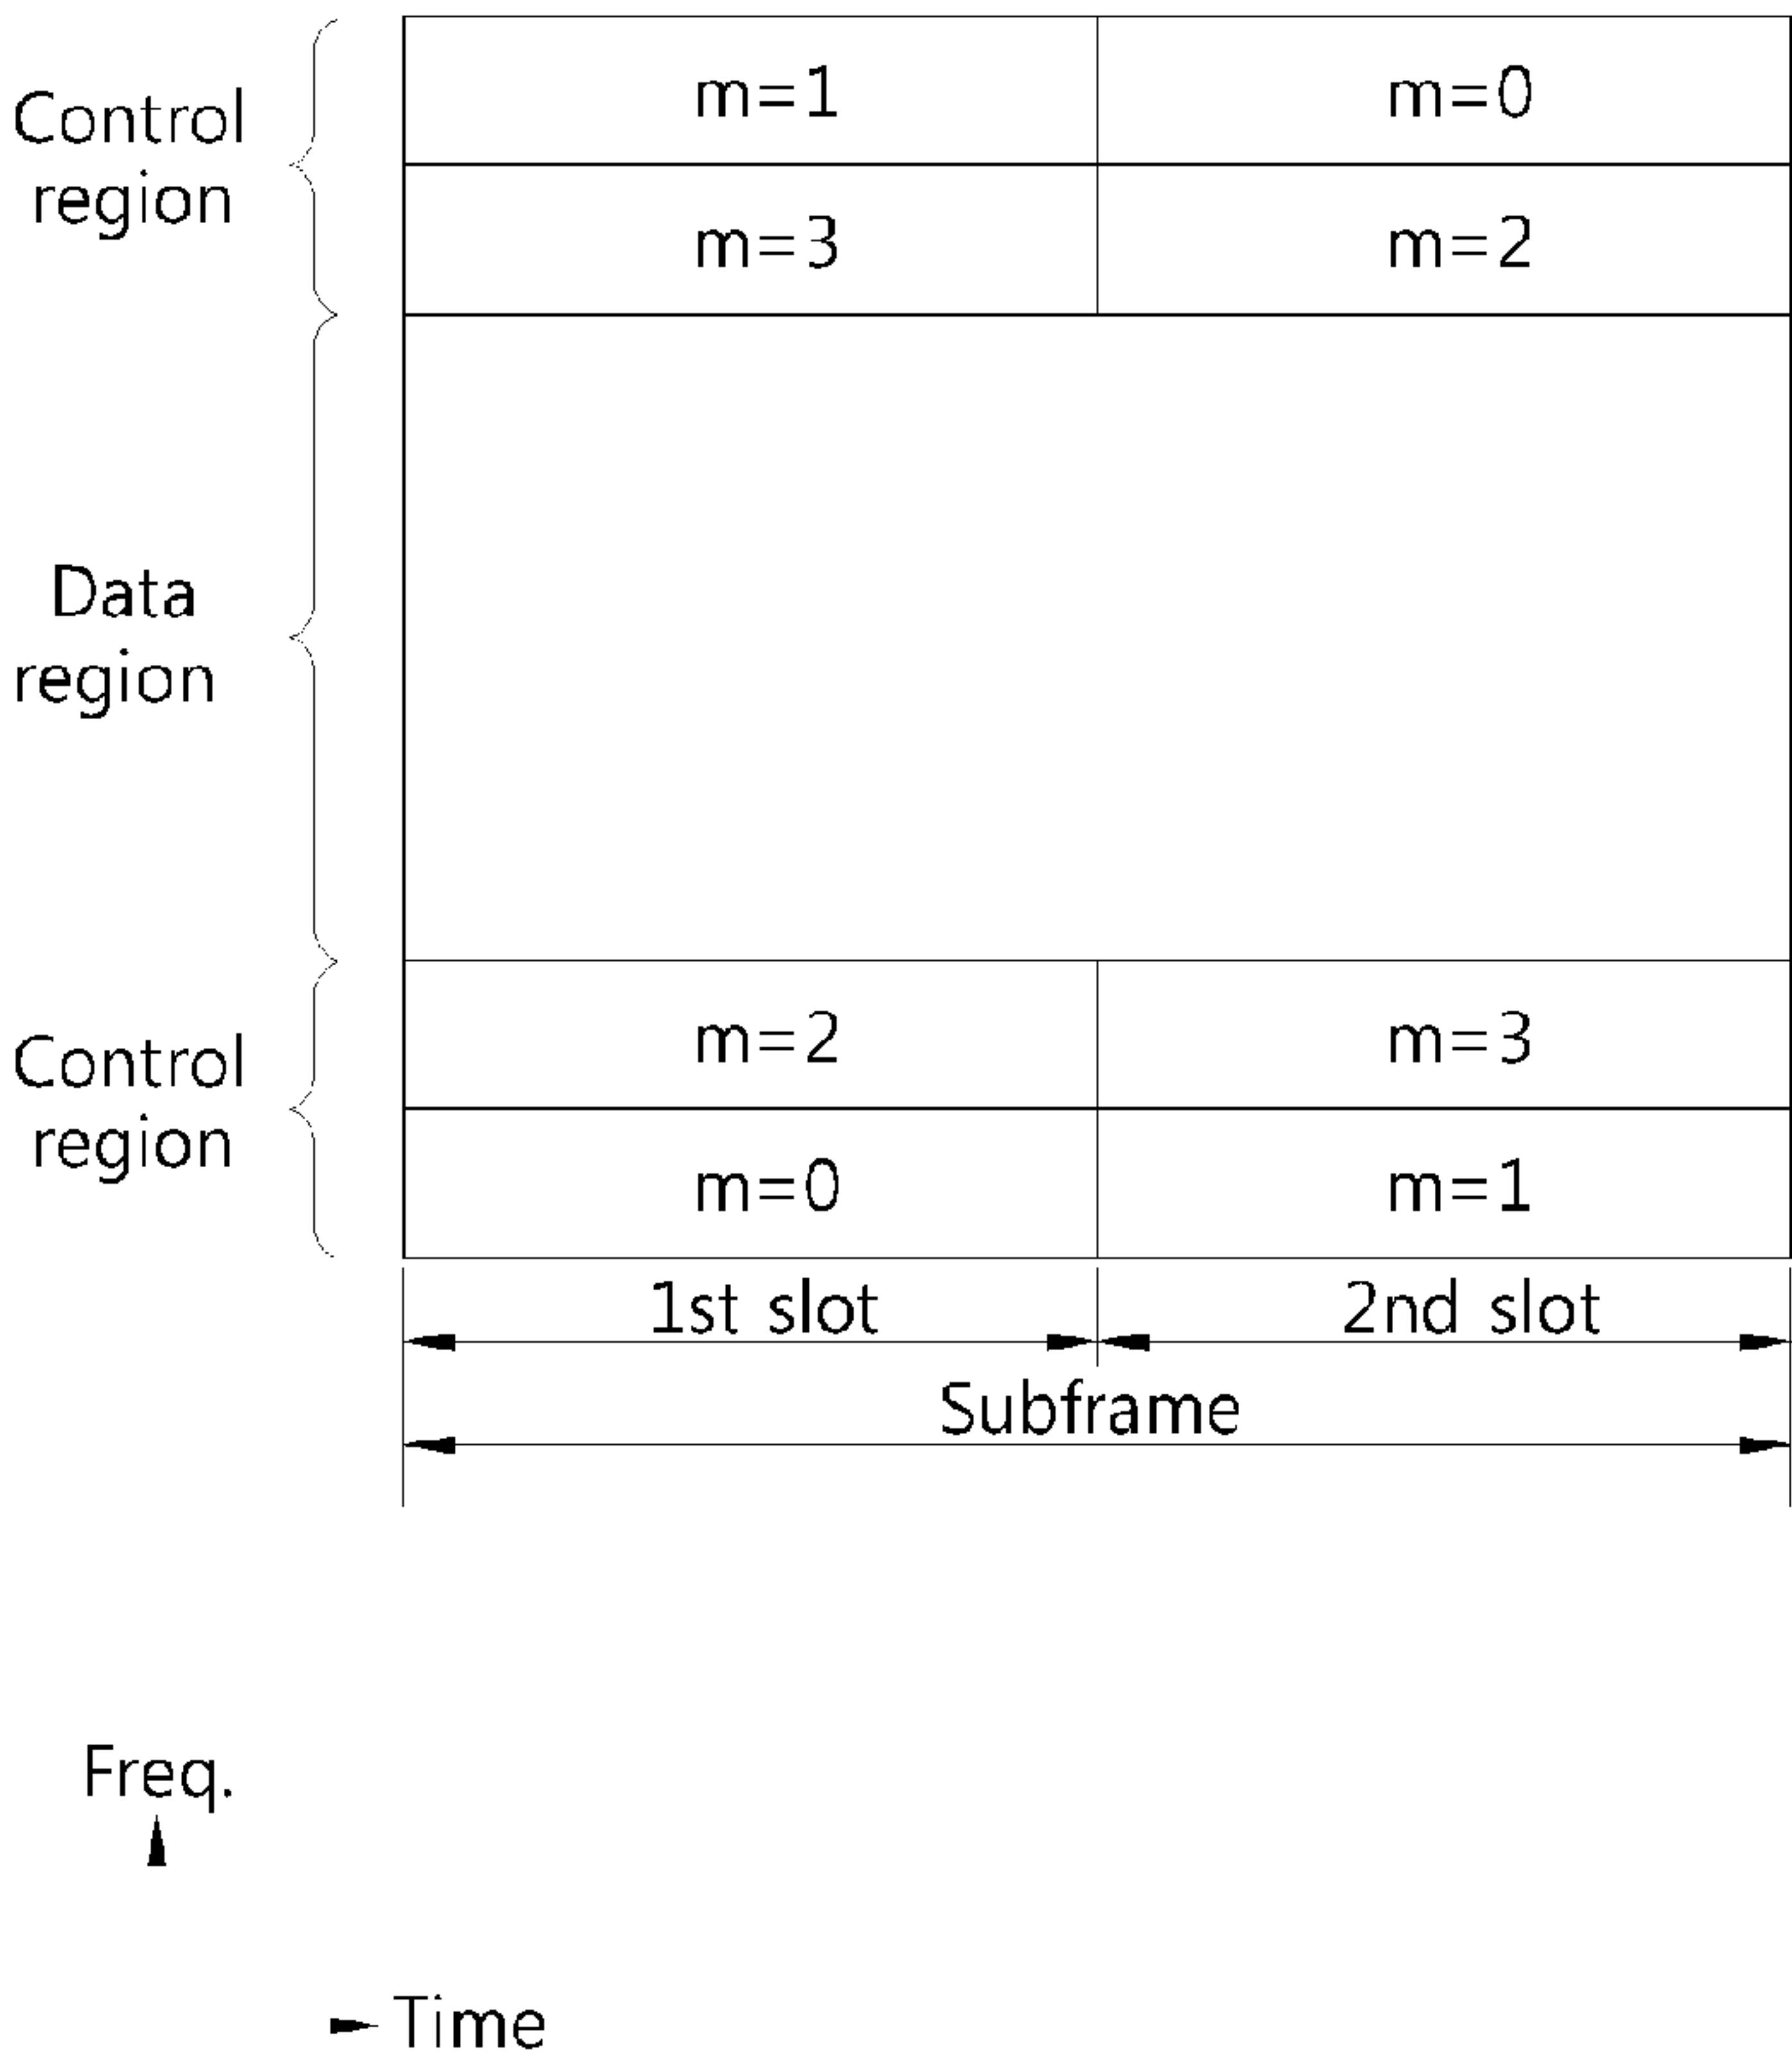 m=1 m=0
Control
region
m=3 m=2
Data
region
m=2 m=3
Control
region
m=0 m=1
1st slot 2nd slot
Subframe
Freq.
Time